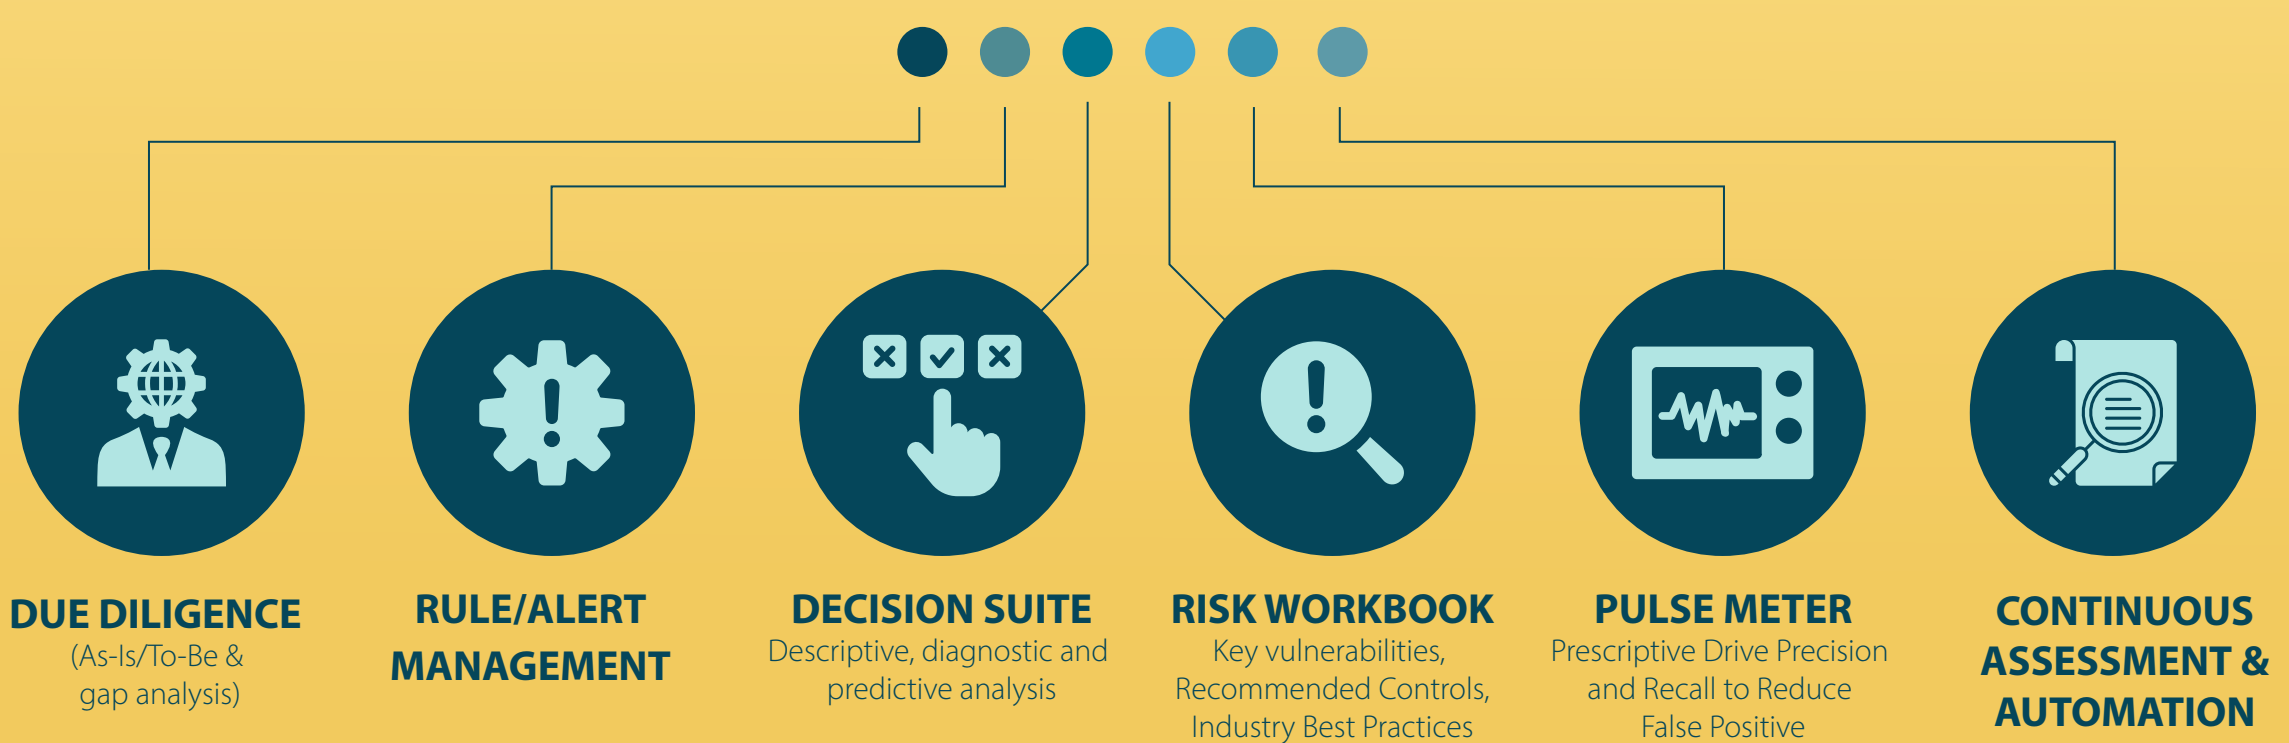 DUE DILIGENCE
(As-Is/To-Be &
gap analysis)
RULE/ALERT
MANAGEMENT
DECISION SUITE
Descriptive, diagnostic and
predictive analysis
RISK WORKBOOK
Key vulnerabilities,
Recommended Controls,
Industry Best Practices
PULSE METER
Prescriptive Drive Precision
and Recall to Reduce
False Positive
CONTINUOUS
ASSESSMENT &
AUTOMATION